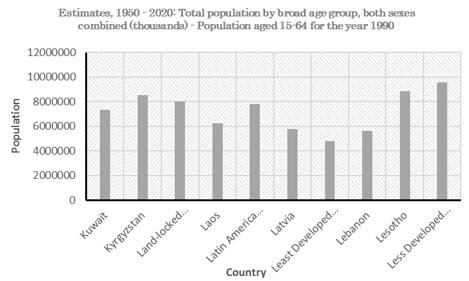 Estimates, 1950 - 2020: Total population by broad age group, both sexes
combined (thousands) - Population aged 15-64 for the year 1990
12000000
10000000
8000000
6000000
4000000
2000000
0
Population
Kuwait
Kyrgyzstan
Land-locked...
Laos
Latin America...
Latvia
Least Developed...
Lebanon
Lesotho
Less Developed...
Country